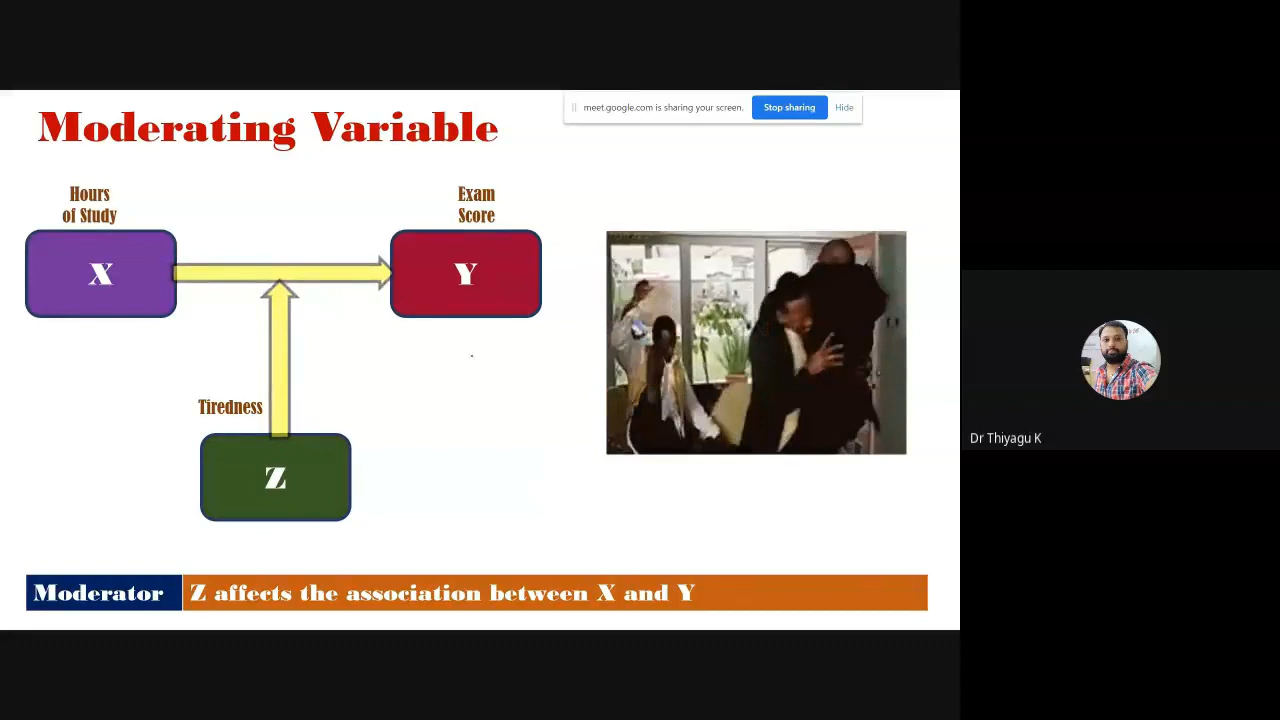 Moderating Variable
meet.google.com is sharing your screen.
Stop sharing
Hide
Hours
of Study
Exam
Score
X
Y
Tiredness
Z
Dr Thiyagu K
Moderator
Z affects the association between X and Y